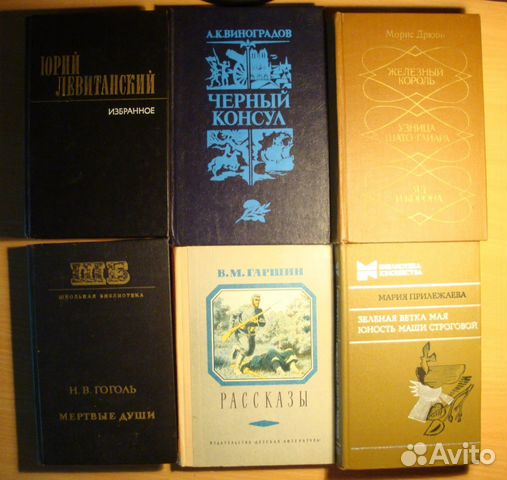 ЮРИЙ
ЛЕВИТАНСКИЙ
ИЗБРАННОЕ
А.К.ВИНОГРАДОВ
ЧЕРНЫЙ
КОНСУЛ
Морис Дрюон
ЖЕЛЕЗНЫЙ
КОРОЛЬ
УЗНИЦА
ШАТО-ГАЙАРА
ЯД
И КОРОНА
ШБ
ШКОЛЬНАЯ БИБЛИОТЕКА
Н. В. ГОГОЛЬ
МЕРТВЫЕ ДУШИ
В. М. ГАРШИН
РАССКАЗЫ
ИЗДАТЕЛЬСТВО ДЕТСКАЯ ЛИТЕРАТУРА
БИБЛИОТЕКА
ЮНОШЕСТВА
МАРИЯ ПРИЛЕЖАЕВА
ЗЕЛЕНАЯ ВЕТКА МАЯ
ЮНОСТЬ МАШИ СТРОГОВОЙ
Avito